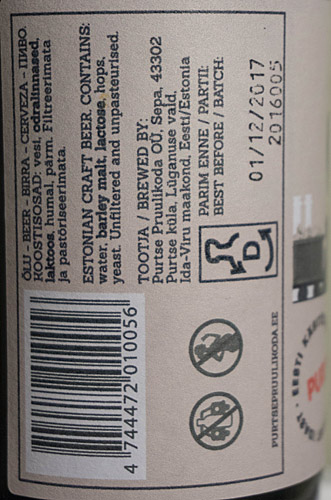 ÕLU - BEER - BIRRA - CERVEZA - ПИВО.
KOOSTISOSAD: vesi, odralinnased,
laktoos, humal, pärm. Filtreerimata
ja pastöriseerimata.
ESTONIAN CRAFT BEER. CONTAINS:
water, barley malt, lactose, hops,
yeast. Unfiltered and unpasteurised.
TOOTJA / BREWED BY:
Purtse Pruulikoda OÜ, Sepa, 43302
Purtse küla, Lüganuse vald,
Ida-Viru maakond, Eesti/Estonia
PARIM ENNE / PARTII:
BEST BEFORE / BATCH:
01/12/2017
2016005
D
4 744472 010056
PURTSEPRUULIKODA.EE
EESTI